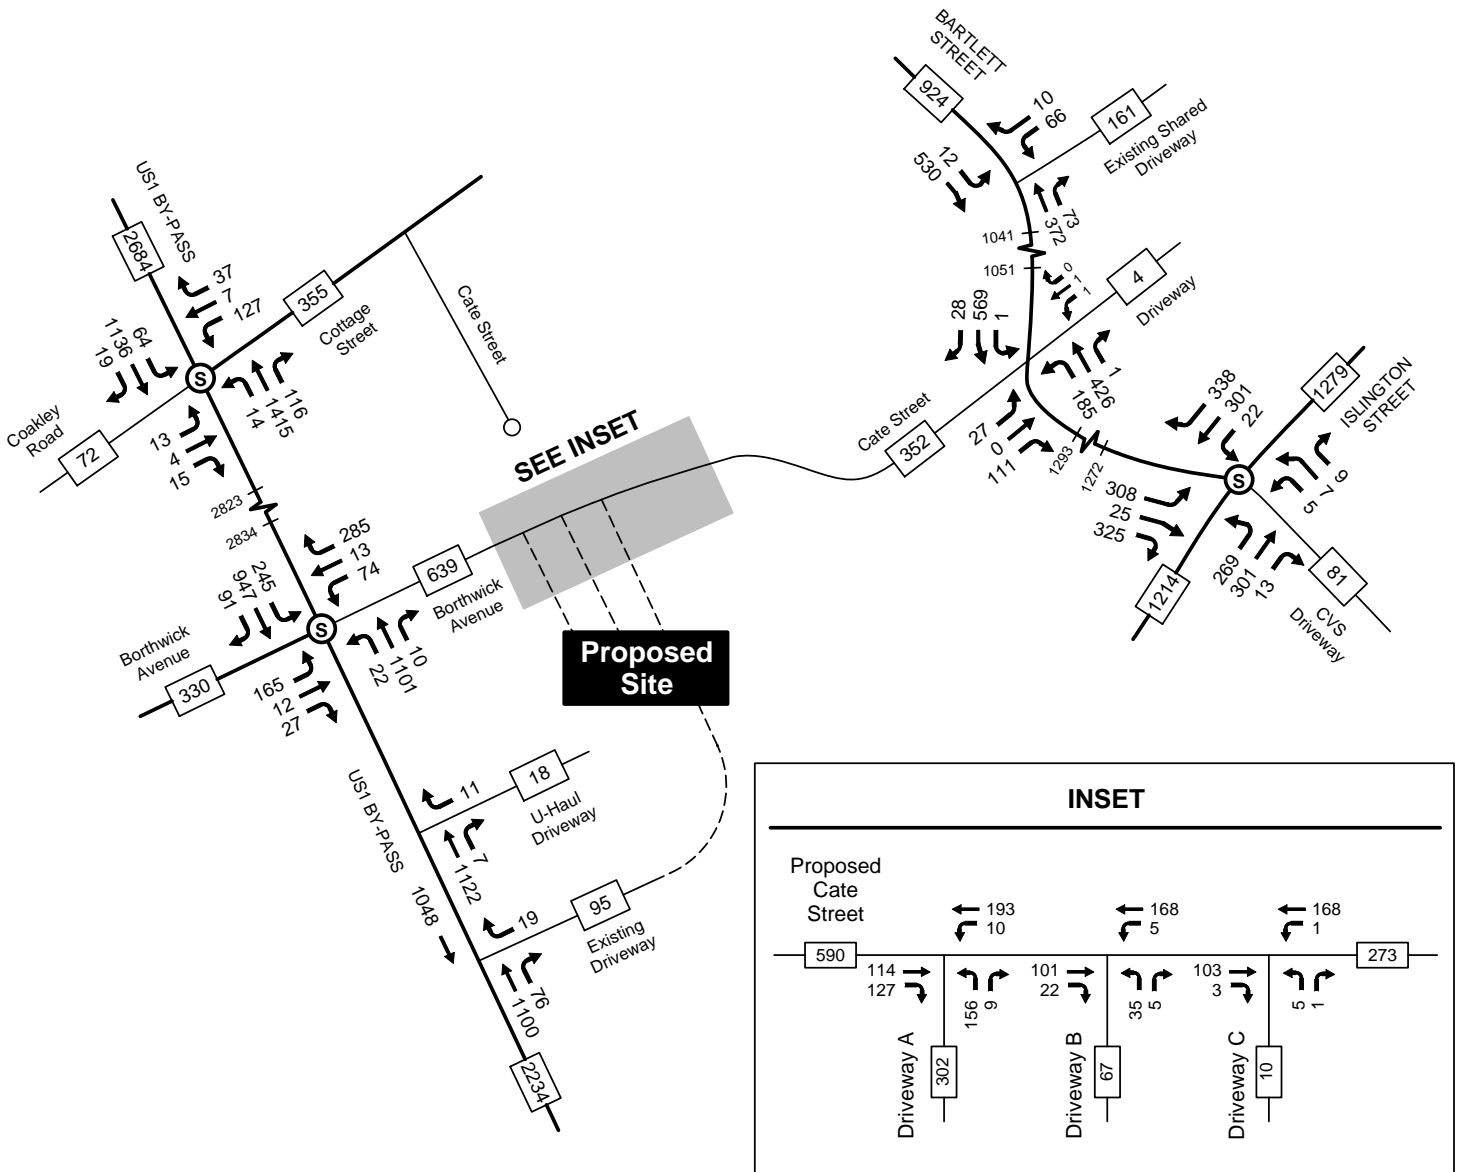 BARTLETT
STREET
924
10
66
161
Existing Shared
Driveway
12
530
73
372
1041
1051
0
1
1
4
Driveway
28
569
1
1
426
185
Cate Street
352
27
0
111
1293
1272
338
301
22
1279
ISLINGTON
STREET
308
25
325
9
7
5
269
301
13
81
CVS
Driveway
1214
US1 BY-PASS
2684
37
7
127
355
Cottage
Street
Cate Street
64
1136
19
Coakley
Road
72
13
4
15
116
1415
14
2823
2834
SEE INSET
285
13
74
639
Borthwick
Avenue
245
947
91
Borthwick
Avenue
330
165
12
27
10
1101
22
Proposed
Site
US1 BY-PASS
11
18
U-Haul
Driveway
7
1122
1048
19
95
Existing
Driveway
76
1100
2234
INSET
Proposed
Cate
Street
590
193
10
168
5
168
1
273
114
127
156
9
101
22
35
5
103
3
5
1
Driveway A
302
Driveway B
67
Driveway C
10
S
S
S